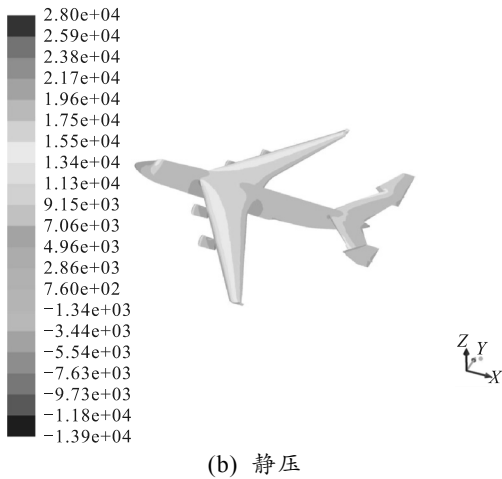 2.80e+04
2.59e+04
2.38e+04
2.17e+04
1.96e+04
1.75e+04
1.55e+04
1.34e+04
1.13e+04
9.15e+03
7.06e+03
4.96e+03
2.86e+03
7.60e+02
−1.34e+03
−3.44e+03
−5.54e+03
−7.63e+03
−9.73e+03
−1.18e+04
−1.39e+04
Z
Y
X
(b) 静压